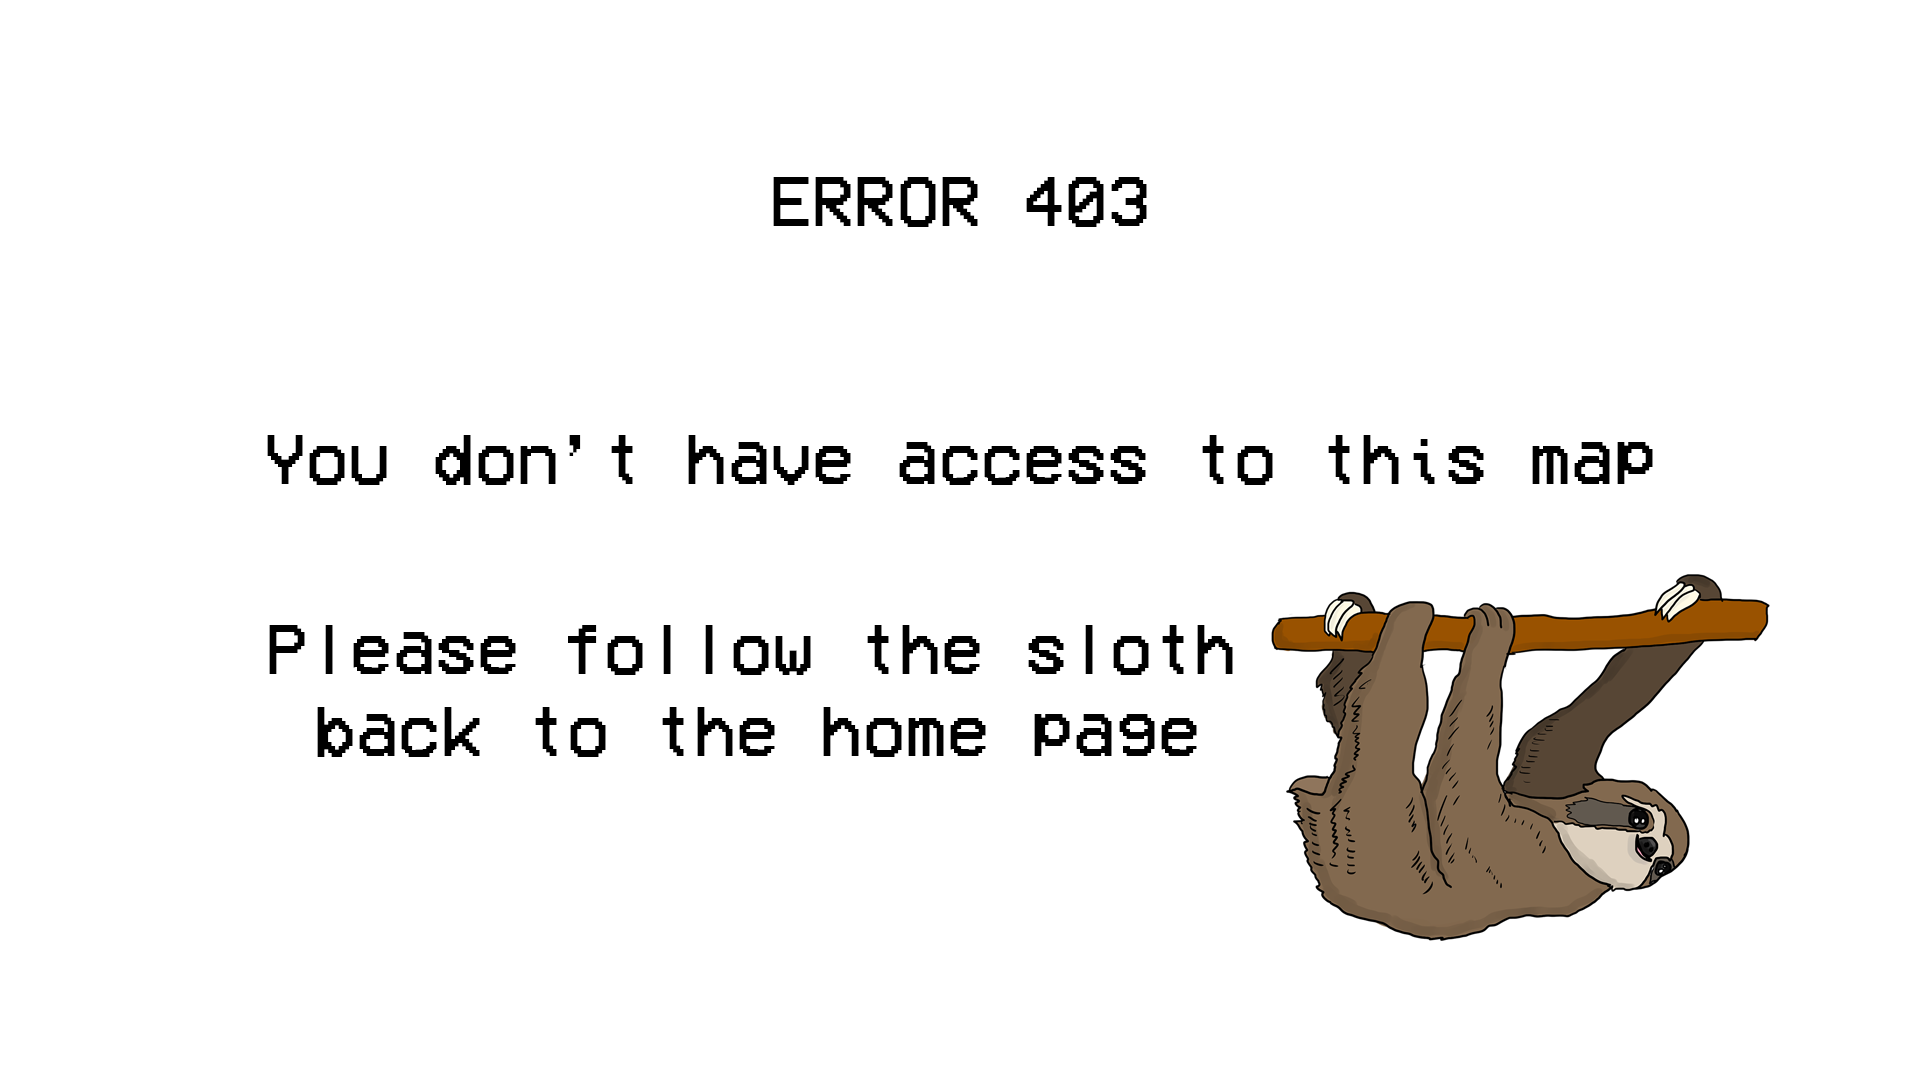 ERROR 403
You don't have access to this map
Please follow the sloth
back to the home page